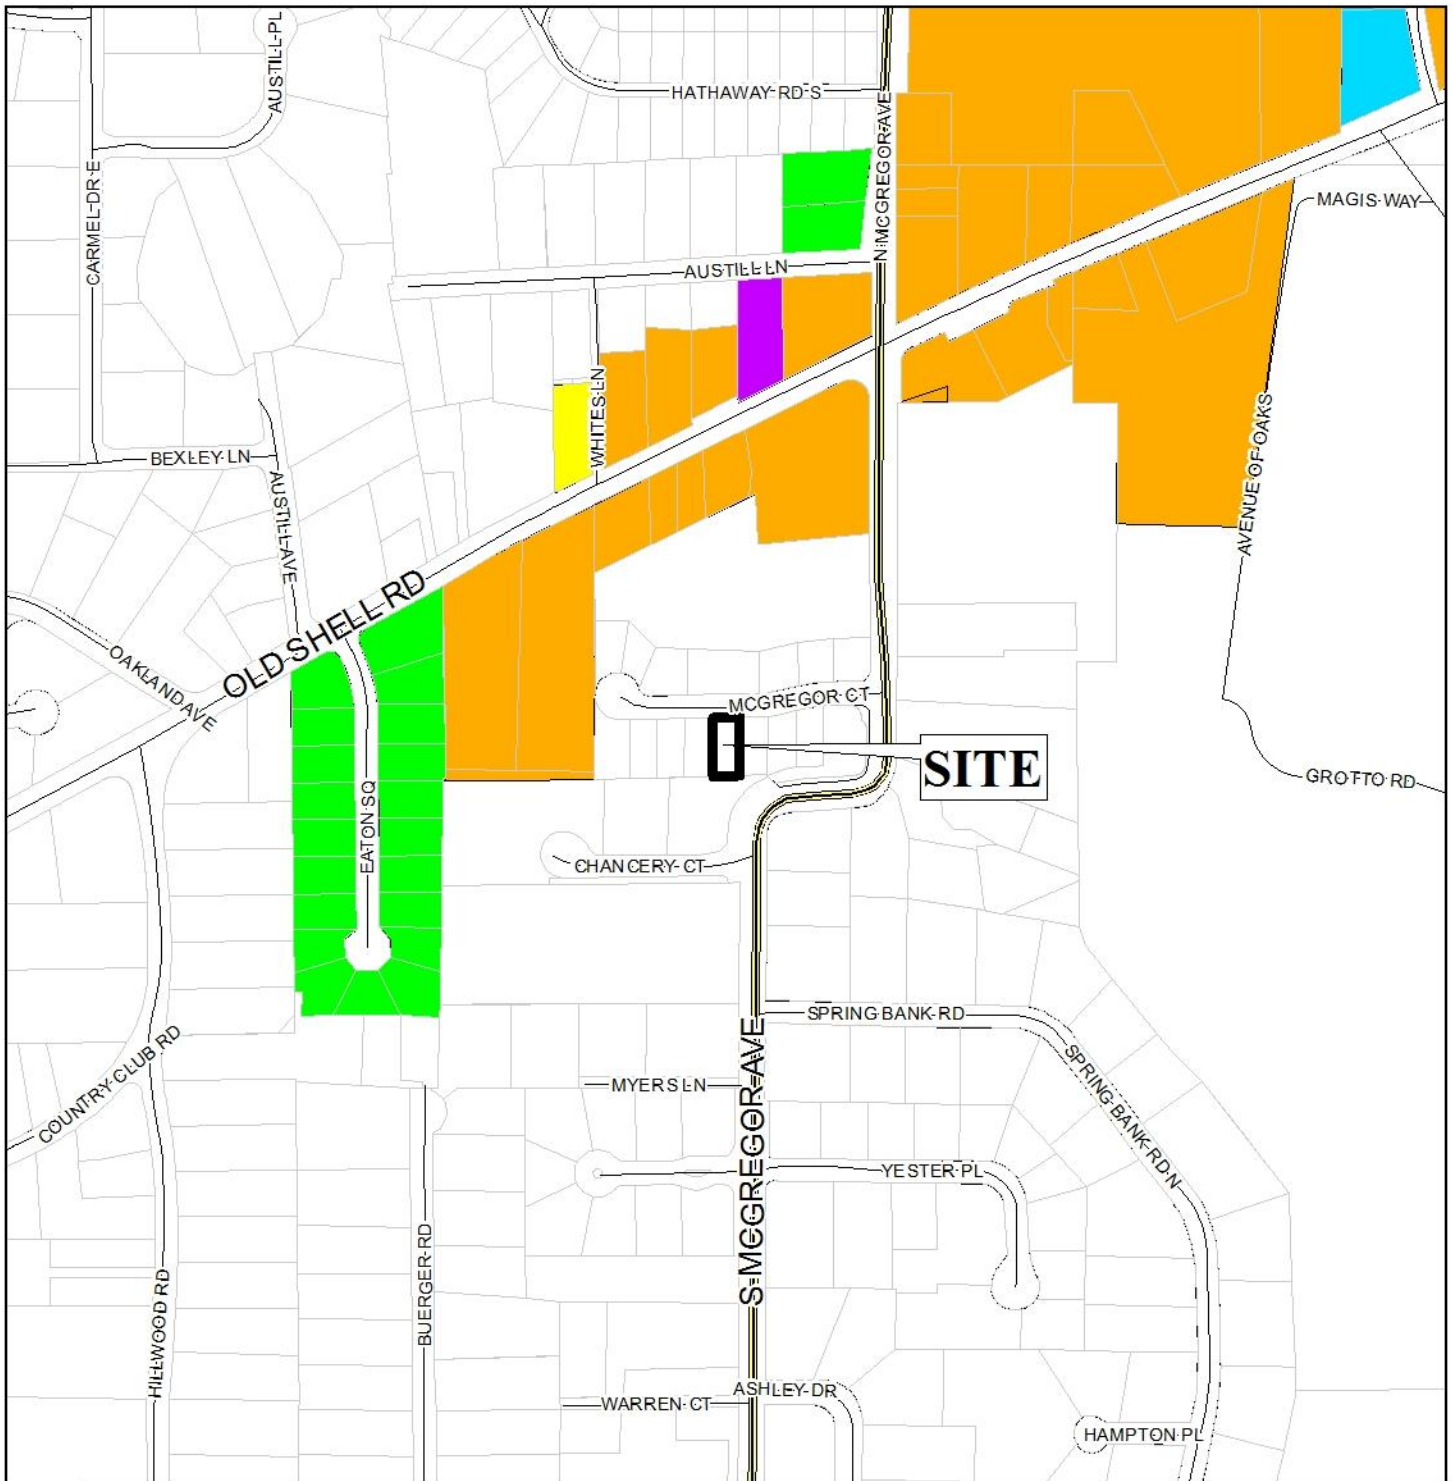 AUSTILL-PL
HATHAWAY RD S
N MCGREGOR AVE
CARMEL DR E
MAGIS WAY
AUSTILL LN
WHITES LN
AVENUE OF OAKS
BEXLEY LN
AUSTILL AVE
OLD SHELL RD
OAKLAND AVE
MCGREGOR CT
SITE
GROTTO RD
EATON SQ
CHANCERY CT
SPRING BANK RD
S MCGREGOR AVE
COUNTRY CLUB RD
MYERS LN
SPRING BANK RD N
YESTER PL
BUERGER RD
HILLWOOD RD
ASHLEY DR
WARREN CT
HAMPTON PL